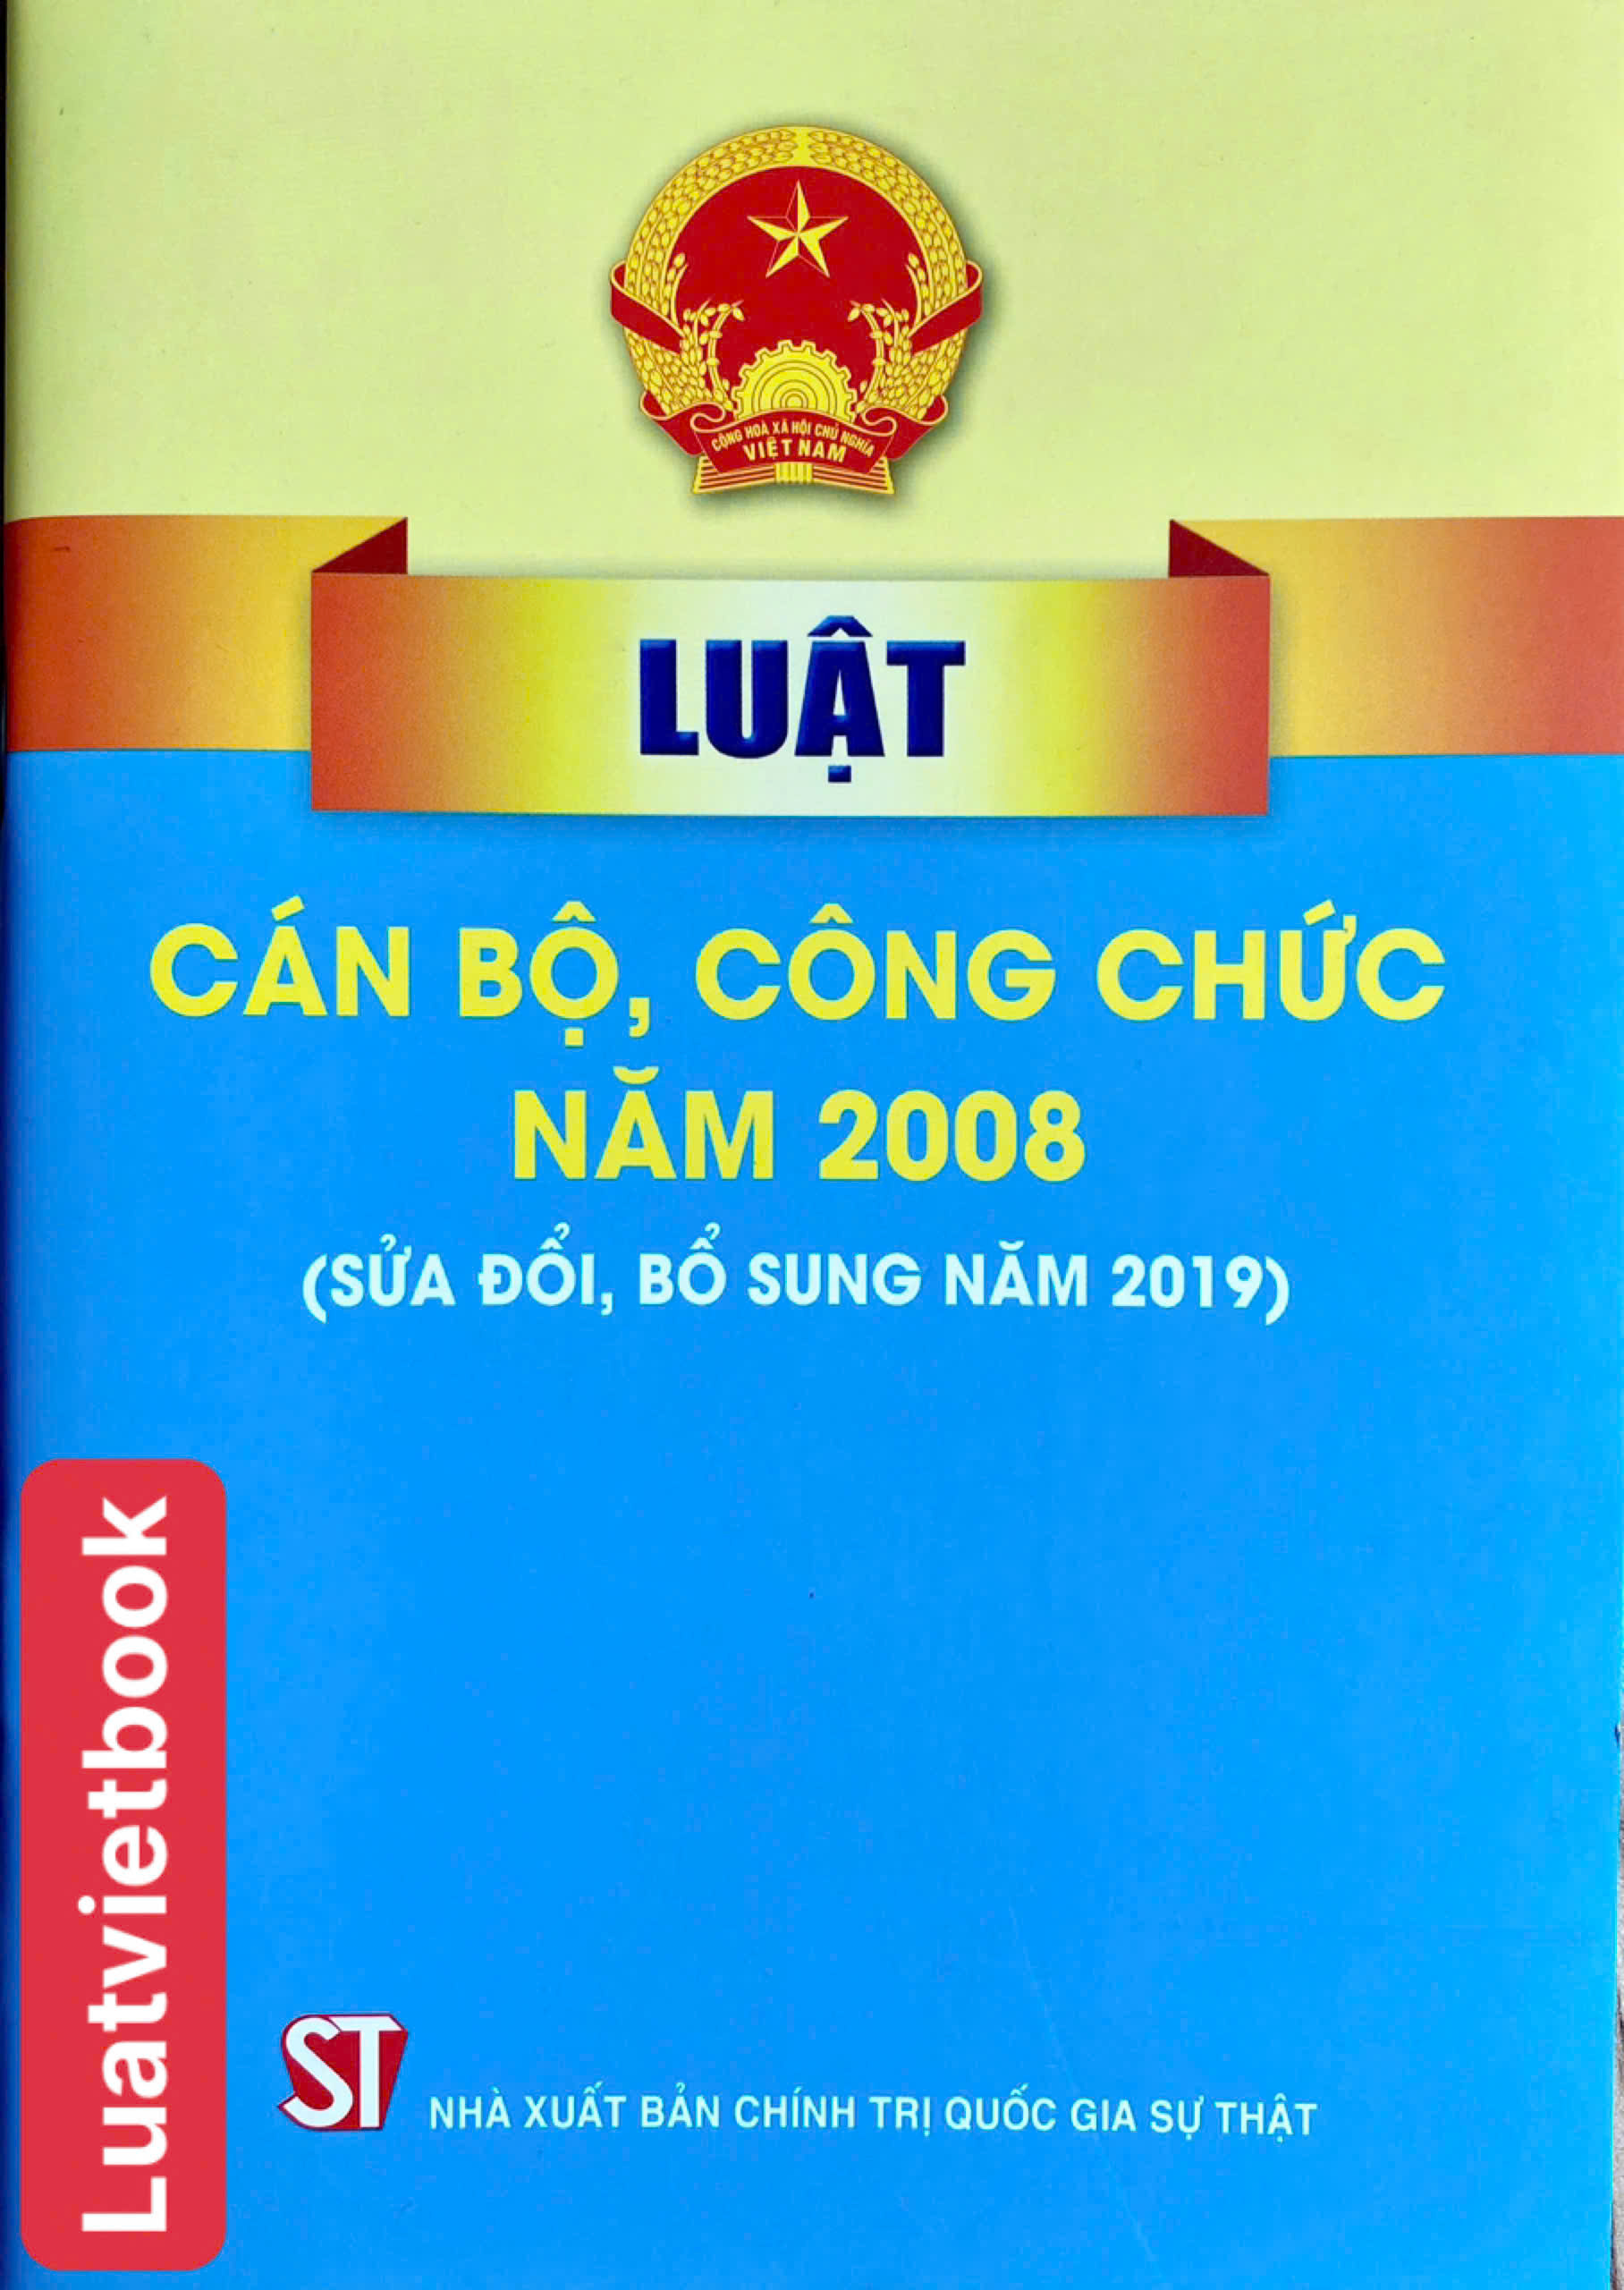 CỘNG HOÀ XÃ HỘI CHỦ NGHĨA
VIỆT NAM
LUẬT
CÁN BỘ, CÔNG CHỨC
NĂM 2008
(SỬA ĐỔI, BỔ SUNG NĂM 2019)
Luatvietbook
ST
NHÀ XUẤT BẢN CHÍNH TRỊ QUỐC GIA SỰ THẬT